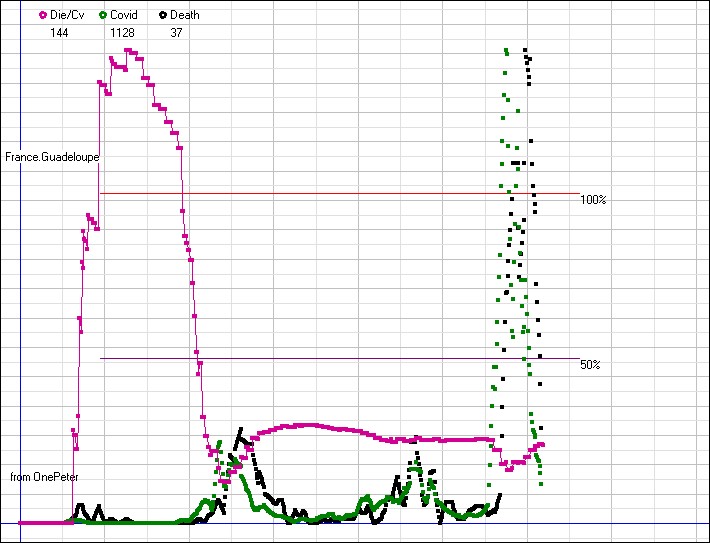 Die/Cv Covid Death
144 1128 37
France.Guadeloupe
100%
50%
from OnePeter